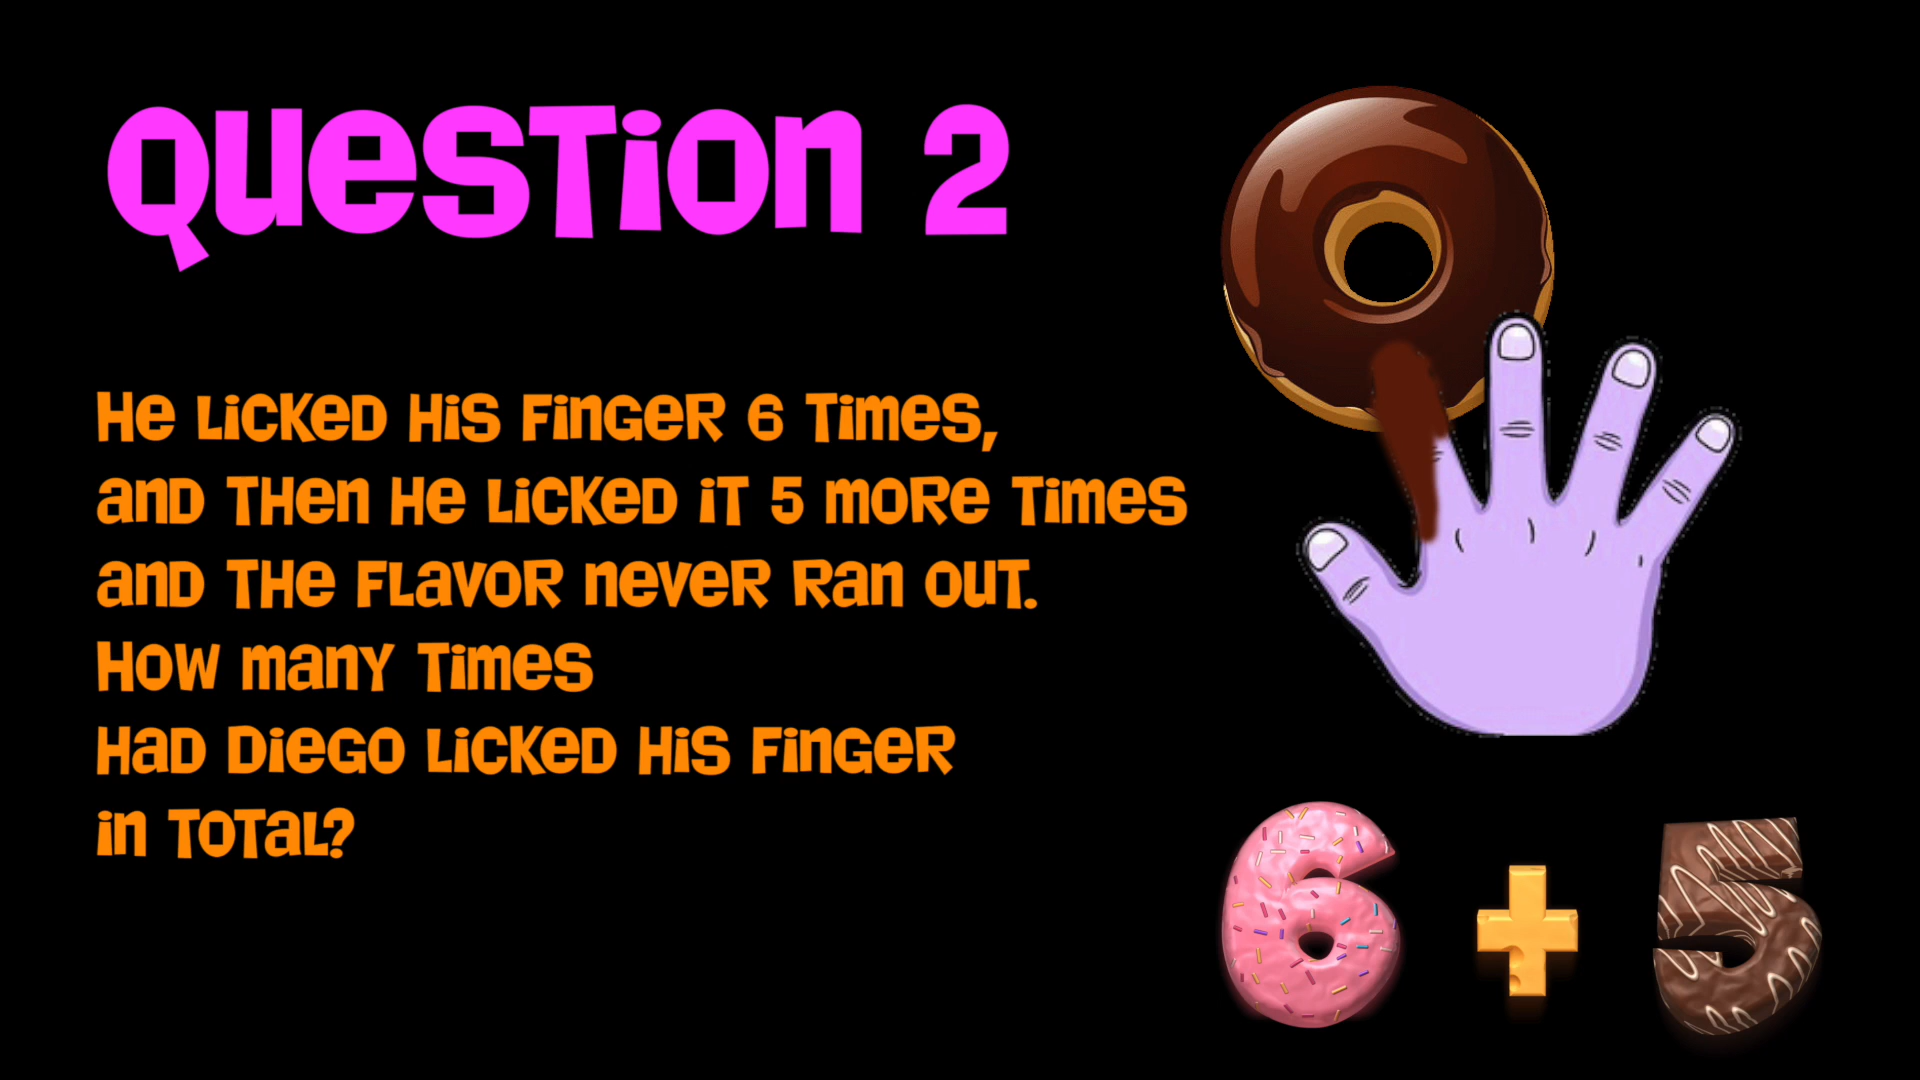 Question 2
He licked his finger 6 times,
and then he licked it 5 more times
and the flavor never ran out.
How many times
had Diego licked his finger
in total?
6 + 5